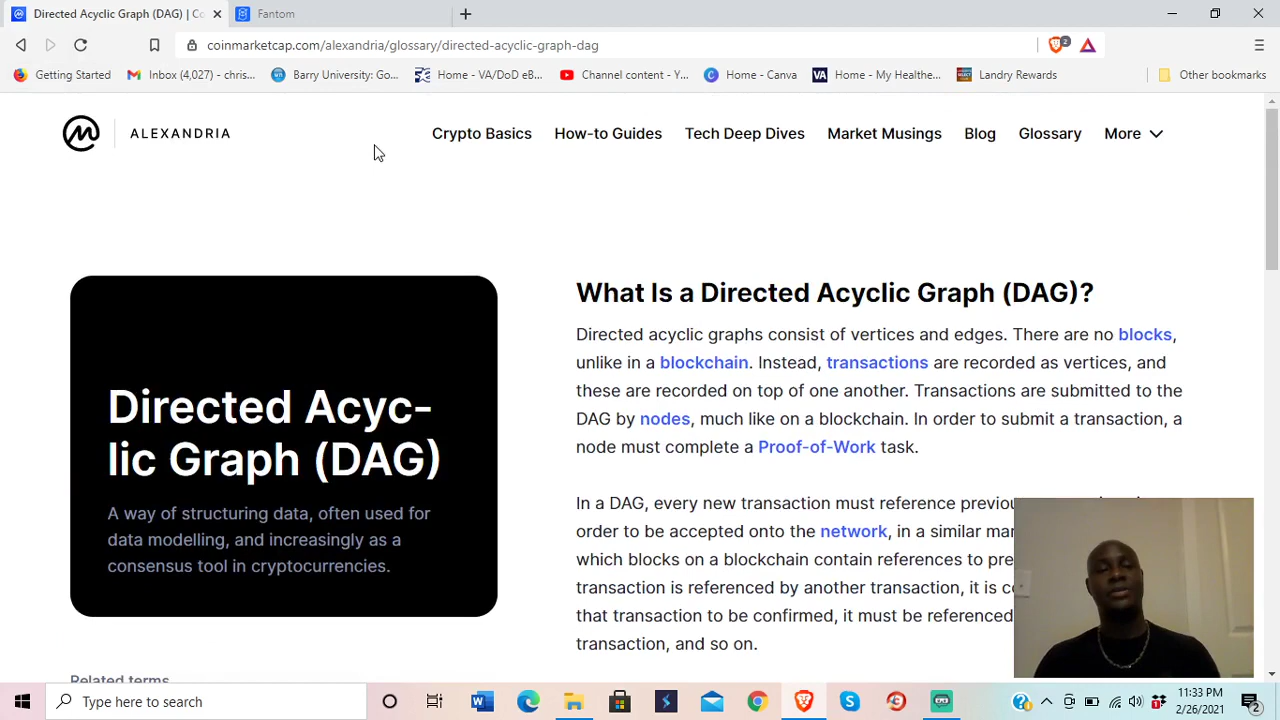 Directed Acyclic Graph (DAG) | Co
Fantom
coinmarketcap.com/alexandria/glossary/directed-acyclic-graph-dag
2
Getting Started
Inbox (4,027) - chris...
Barry University: Go...
Home - VA/DoD eB...
Channel content - Y...
Home - Canva
Home - My Healthe...
Landry Rewards
Other bookmarks
ALEXANDRIA
Crypto Basics
How-to Guides
Tech Deep Dives
Market Musings
Blog
Glossary
More
Directed Acyc-
lic Graph (DAG)
A way of structuring data, often used for
data modelling, and increasingly as a
consensus tool in cryptocurrencies.
Related terms
What Is a Directed Acyclic Graph (DAG)?
Directed acyclic graphs consist of vertices and edges. There are no blocks,
unlike in a blockchain. Instead, transactions are recorded as vertices, and
these are recorded on top of one another. Transactions are submitted to the
DAG by nodes, much like on a blockchain. In order to submit a transaction, a
node must complete a Proof-of-Work task.
In a DAG, every new transaction must reference previou
order to be accepted onto the network, in a similar mar
which blocks on a blockchain contain references to pre
transaction is referenced by another transaction, it is c
that transaction to be confirmed, it must be referenced
transaction, and so on.
Type here to search
11:33 PM
2/26/2021
2